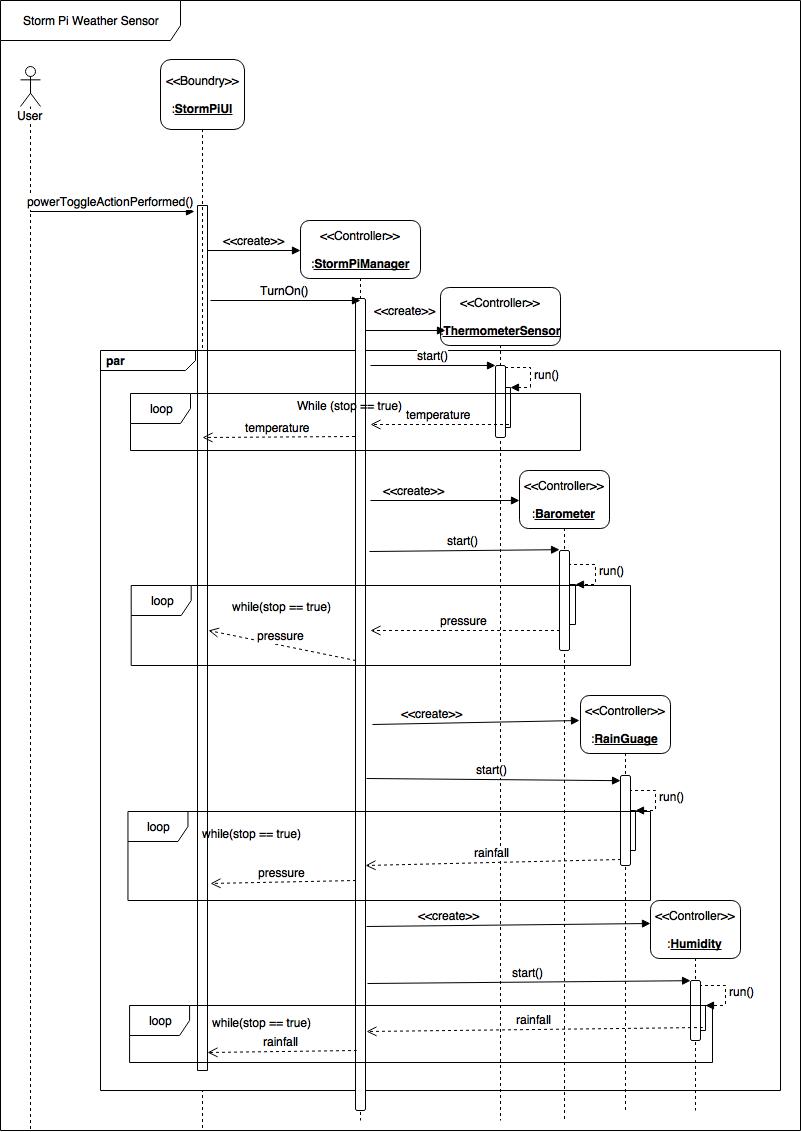 Storm Pi Weather Sensor
User
<<Boundry>>
:StormPiUI
powerToggleActionPerformed()
<<create>>
<<Controller>>
:StormPiManager
TurnOn()
<<create>>
<<Controller>>
ThermometerSensor
par
start()
run()
loop
While (stop == true)
temperature
temperature
<<create>>
<<Controller>>
:Barometer
start()
run()
loop
while(stop == true)
pressure
pressure
<<create>>
<<Controller>>
:RainGuage
start()
run()
loop
while(stop == true)
rainfall
pressure
<<create>>
<<Controller>>
:Humidity
start()
run()
loop
while(stop == true)
rainfall
rainfall